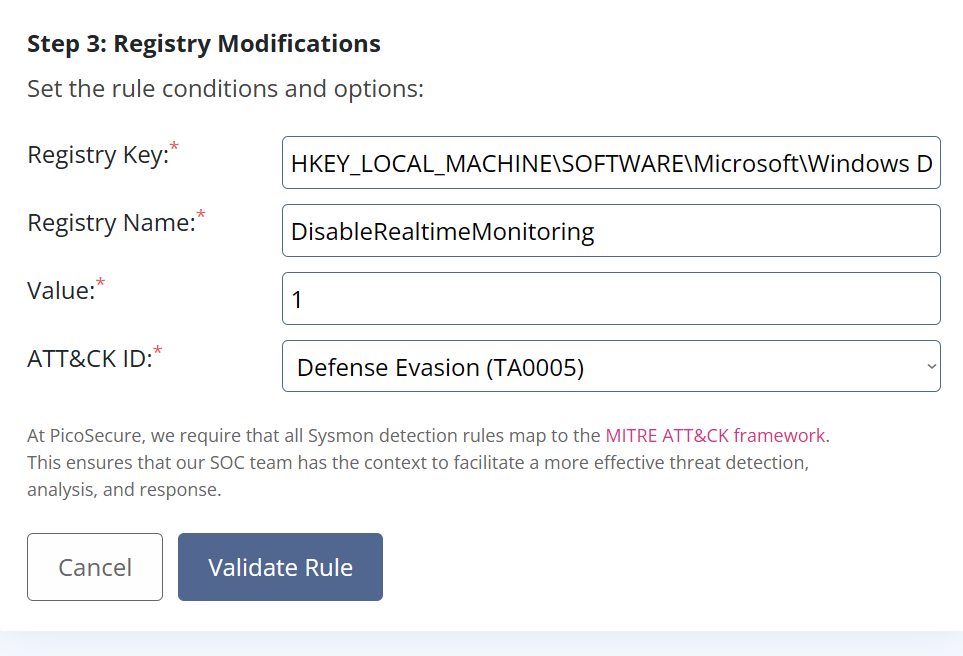 Step 3: Registry Modifications
Set the rule conditions and options:
Registry Key:* HKEY_LOCAL_MACHINE\SOFTWARE\Microsoft\Windows D
Registry Name:* DisableRealtimeMonitoring
Value:* 1
ATT&CK ID:* Defense Evasion (TA0005)
At PicoSecure, we require that all Sysmon detection rules map to the MITRE ATT&CK framework.
This ensures that our SOC team has the context to facilitate a more effective threat detection,
analysis, and response.
Cancel Validate Rule